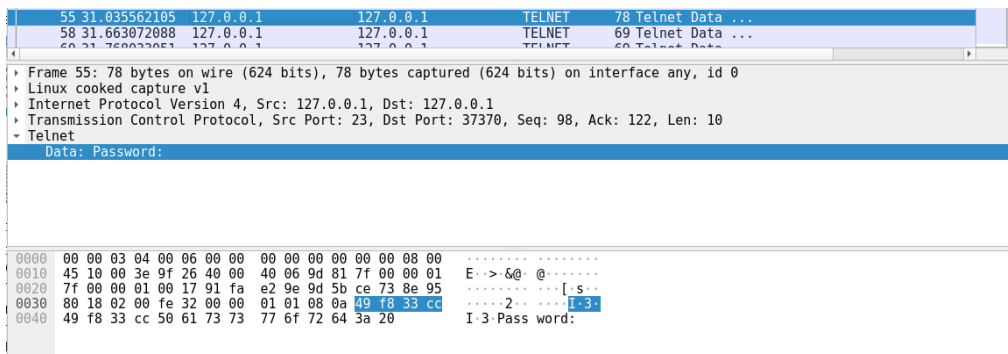 55 31.035562105 127.0.0.1 127.0.0.1 TELNET 78 Telnet Data ...
58 31.663072088 127.0.0.1 127.0.0.1 TELNET 69 Telnet Data ...
Frame 55: 78 bytes on wire (624 bits), 78 bytes captured (624 bits) on interface any, id 0
Linux cooked capture v1
Internet Protocol Version 4, Src: 127.0.0.1, Dst: 127.0.0.1
Transmission Control Protocol, Src Port: 23, Dst Port: 37370, Seq: 98, Ack: 122, Len: 10
Telnet
Data: Password:
0000 00 00 03 04 00 06 00 00 00 00 00 00 00 00 08 00 ········ ········
0010 45 10 00 3e 9f 26 40 00 40 06 9d 81 7f 00 00 01 E··>·&@· @·······
0020 7f 00 00 01 00 17 91 fa e2 9e 9d 5b ce 73 8e 95 ········ ···[·s··
0030 80 18 02 00 fe 32 00 00 01 01 08 0a 49 f8 33 cc ·····2·· ····I·3·
0040 49 f8 33 cc 50 61 73 73 77 6f 72 64 3a 20 I·3·Pass word: